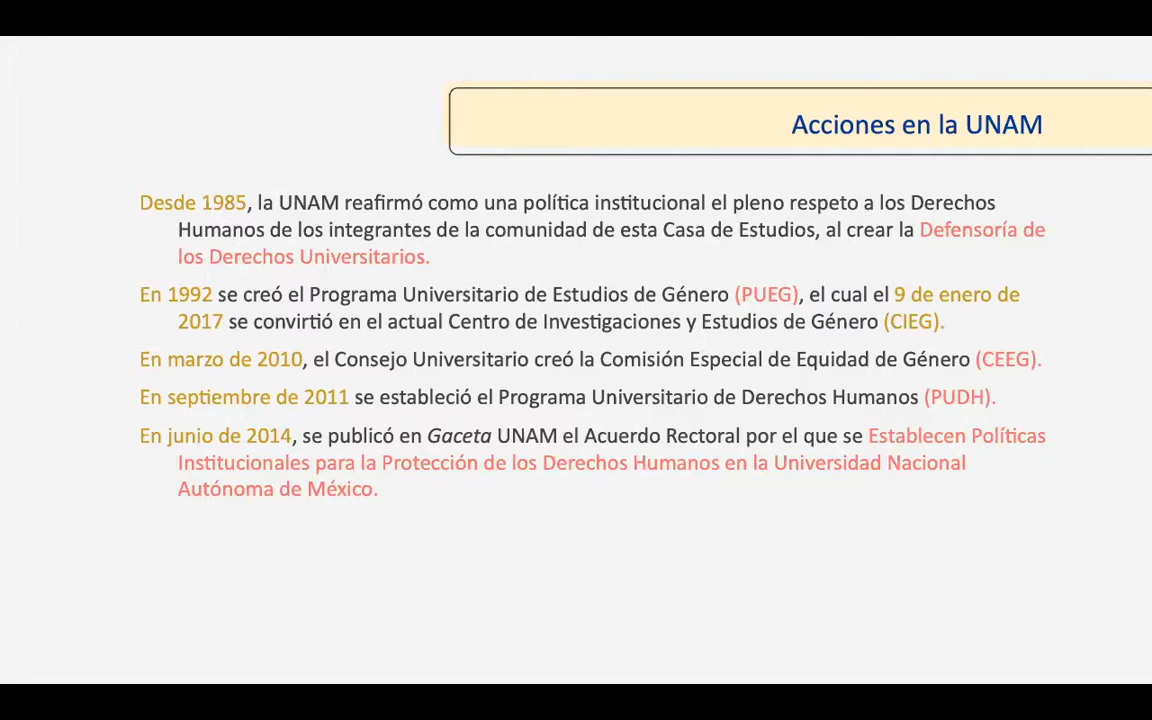 Acciones en la UNAM
Desde 1985, la UNAM reafirmó como una política institucional el pleno respeto a los Derechos
Humanos de los integrantes de la comunidad de esta Casa de Estudios, al crear la Defensoría de
los Derechos Universitarios.
En 1992 se creó el Programa Universitario de Estudios de Género (PUEG), el cual el 9 de enero de
2017 se convirtió en el actual Centro de Investigaciones y Estudios de Género (CIEG).
En marzo de 2010, el Consejo Universitario creó la Comisión Especial de Equidad de Género (CEEG).
En septiembre de 2011 se estableció el Programa Universitario de Derechos Humanos (PUDH).
En junio de 2014, se publicó en Gaceta UNAM el Acuerdo Rectoral por el que se Establecen Políticas
Institucionales para la Protección de los Derechos Humanos en la Universidad Nacional
Autónoma de México.